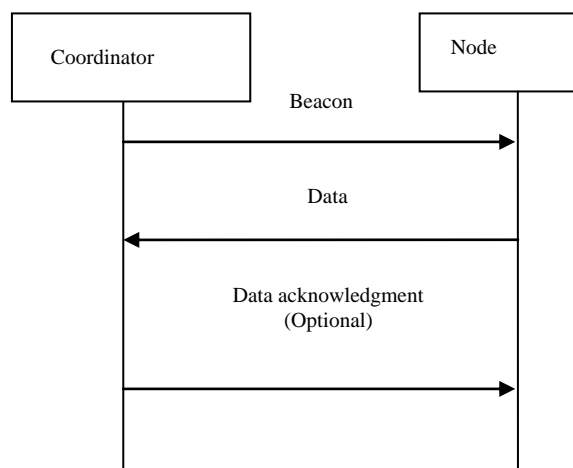 Coordinator
Node
Beacon
Data
Data acknowledgment
(Optional)